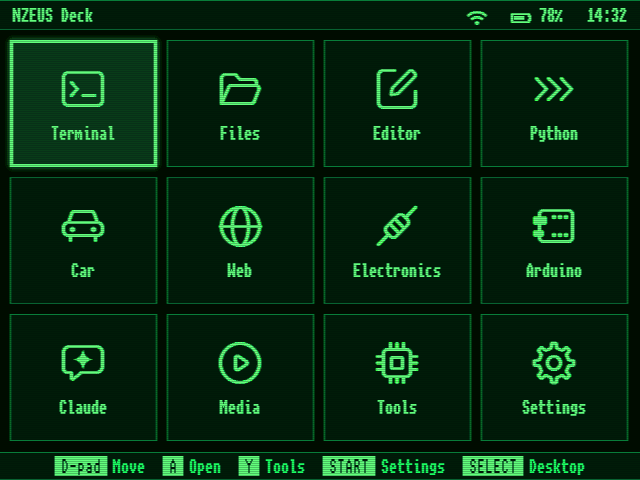 NZEUS Deck 78% 14:32
Terminal Files Editor Python
Car Web Electronics Arduino
Claude Media Tools Settings
D-pad Move A Open Y Tools START Settings SELECT Desktop